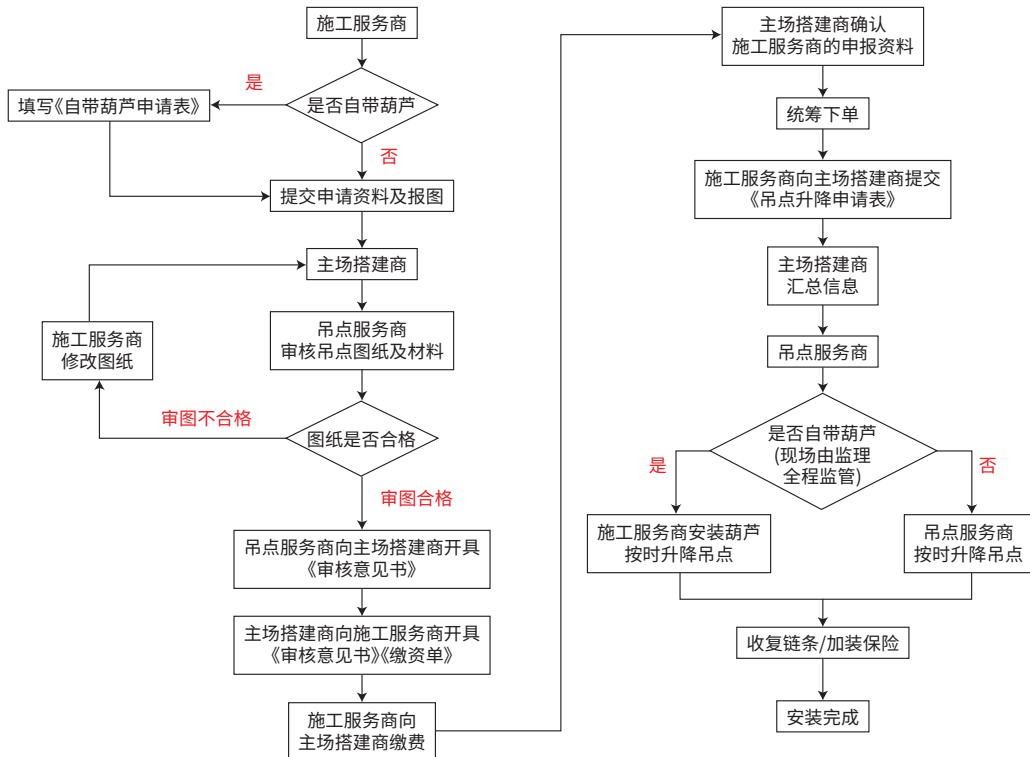 施工服务商
是
填写《自带葫芦申请表》
是否自带葫芦
否
提交申请资料及报图
主场搭建商
吊点服务商
审核吊点图纸及材料
施工服务商
修改图纸
审图不合格
图纸是否合格
审图合格
吊点服务商向主场搭建商开具
《审核意见书》
主场搭建商向施工服务商开具
《审核意见书》《缴资单》
施工服务商向
主场搭建商缴费
主场搭建商确认
施工服务商的申报资料
统筹下单
施工服务商向主场搭建商提交
《吊点升降申请表》
主场搭建商
汇总信息
吊点服务商
是否自带葫芦
(现场由监理
全程监管)
是
否
施工服务商安装葫芦
按时升降吊点
吊点服务商
按时升降吊点
收复链条/加装保险
安装完成